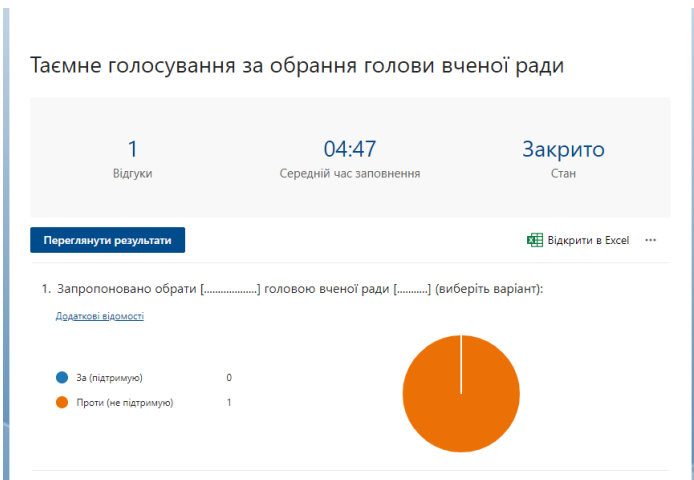 Таємне голосування за обрання голови вченої ради
1 04:47 Закрито
Відгуки Середній час заповнення Стан
Переглянути результати Відкрити в Excel ...
1. Запропоновано обрати [...................] головою вченої ради [...........] (виберіть варіант):
Додаткові відомості
За (підтримую) 0
Проти (не підтримую) 1